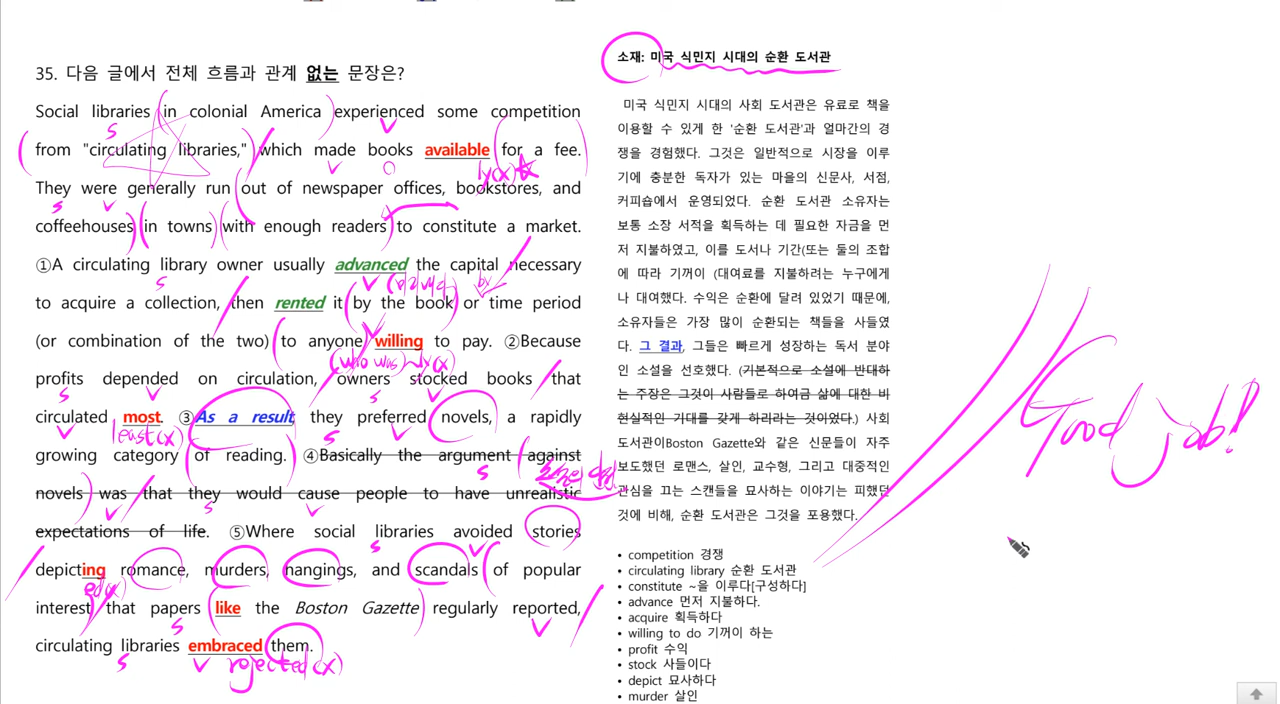 35. 다음 글에서 전체 흐름과 관계 없는 문장은?
Social libraries in colonial America experienced some competition
s
v
from "circulating libraries," which made books available for a fee.
v
o
ly(x)
They were generally run out of newspaper offices, bookstores, and
s
v
coffeehouses in towns with enough readers to constitute a market.
①A circulating library owner usually advanced the capital necessary
s
v
by
to acquire a collection, then rented it by the book or time period
(or combination of the two) to anyone willing to pay. ②Because
(who was)
ly(x)
profits depended on circulation, owners stocked books that
s
v
s
v
circulated most. ③As a result, they preferred novels, a rapidly
v
least(x)
s
v
growing category of reading. ④Basically the argument against
s
novels was that they would cause people to have unrealistic
v
s
v
expectations of life. ⑤Where social libraries avoided stories
s
v
depicting romance, murders, hangings, and scandals of popular
ed(x)
interest that papers like the Boston Gazette regularly reported,
s
v
circulating libraries embraced them.
s
v
rejected(x)
소재: 미국 식민지 시대의 순환 도서관
미국 식민지 시대의 사회 도서관은 유료로 책을
이용할 수 있게 한 '순환 도서관'과 얼마간의 경
쟁을 경험했다. 그것은 일반적으로 시장을 이루
기에 충분한 독자가 있는 마을의 신문사, 서점,
커피숍에서 운영되었다. 순환 도서관 소유자는
보통 소장 서적을 획득하는 데 필요한 자금을 먼
저 지불하였고, 이를 도서나 기간(또는 둘의 조합
에 따라 기꺼이 (대여료를 지불하려는 누구에게
나 대여했다. 수익은 순환에 달려 있었기 때문에,
소유자들은 가장 많이 순환되는 책들을 사들였
다. 그 결과, 그들은 빠르게 성장하는 독서 분야
인 소설을 선호했다. (기본적으로 소설에 반대하
는 주장은 그것이 사람들로 하여금 삶에 대한 비
현실적인 기대를 갖게 하리라는 것이었다.) 사회
도서관이Boston Gazette와 같은 신문들이 자주
보도했던 로맨스, 살인, 교수형, 그리고 대중적인
관심을 끄는 스캔들을 묘사하는 이야기는 피했던
것에 비해, 순환 도서관은 그것을 포용했다.
• competition 경쟁
• circulating library 순환 도서관
• constitute ~을 이루다[구성하다]
• advance 먼저 지불하다.
• acquire 획득하다
• willing to do 기꺼이 하는
• profit 수익
• stock 사들이다
• depict 묘사하다
• murder 살인
Good job!